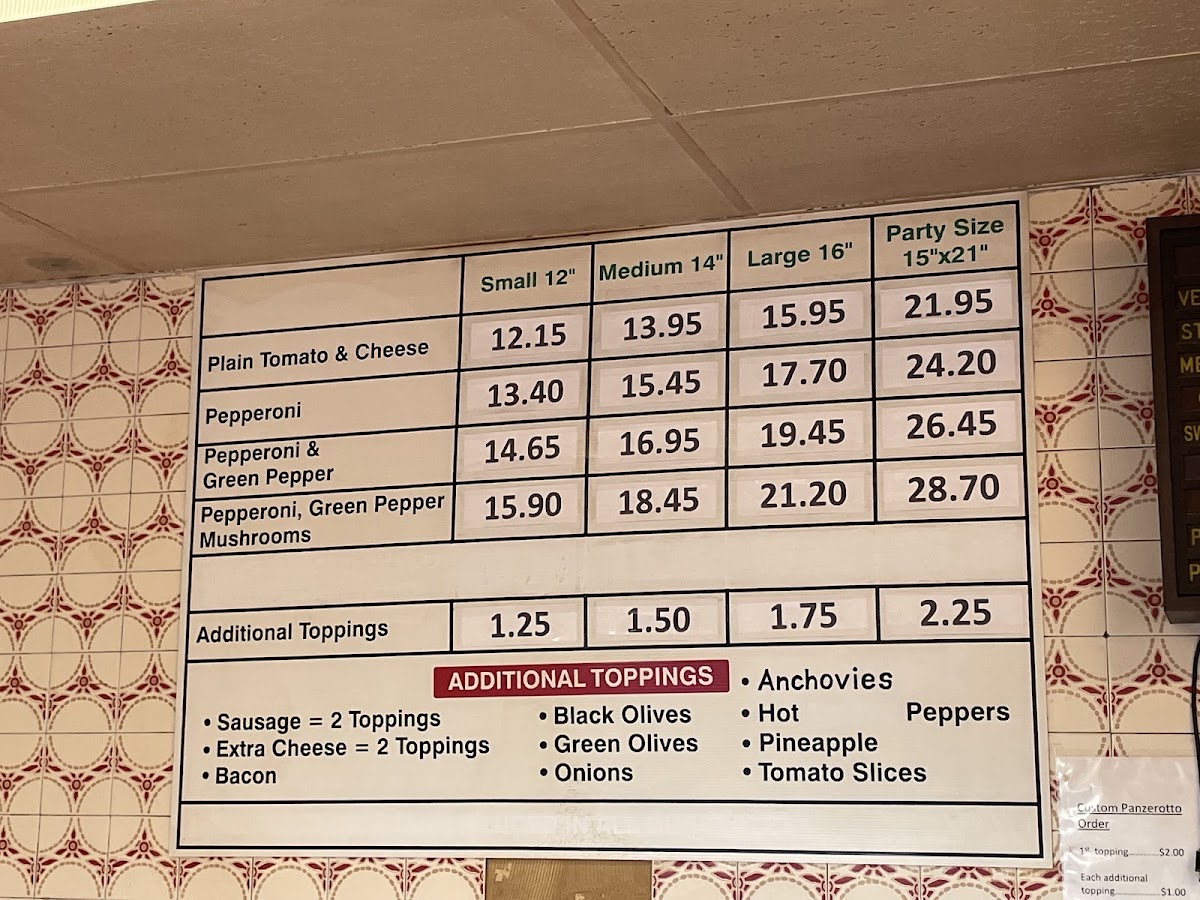 Small 12" Medium 14" Large 16" Party Size
15"x21"
Plain Tomato & Cheese 12.15 13.95 15.95 21.95
Pepperoni 13.40 15.45 17.70 24.20
Pepperoni &
Green Pepper 14.65 16.95 19.45 26.45
Pepperoni, Green Pepper
Mushrooms 15.90 18.45 21.20 28.70
Additional Toppings 1.25 1.50 1.75 2.25
ADDITIONAL TOPPINGS
• Sausage = 2 Toppings
• Extra Cheese = 2 Toppings
• Bacon
• Black Olives
• Green Olives
• Onions
• Anchovies
• Hot Peppers
• Pineapple
• Tomato Slices
Custom Panzerotto
Order
1st topping............$2.00
Each additional
topping................$1.00